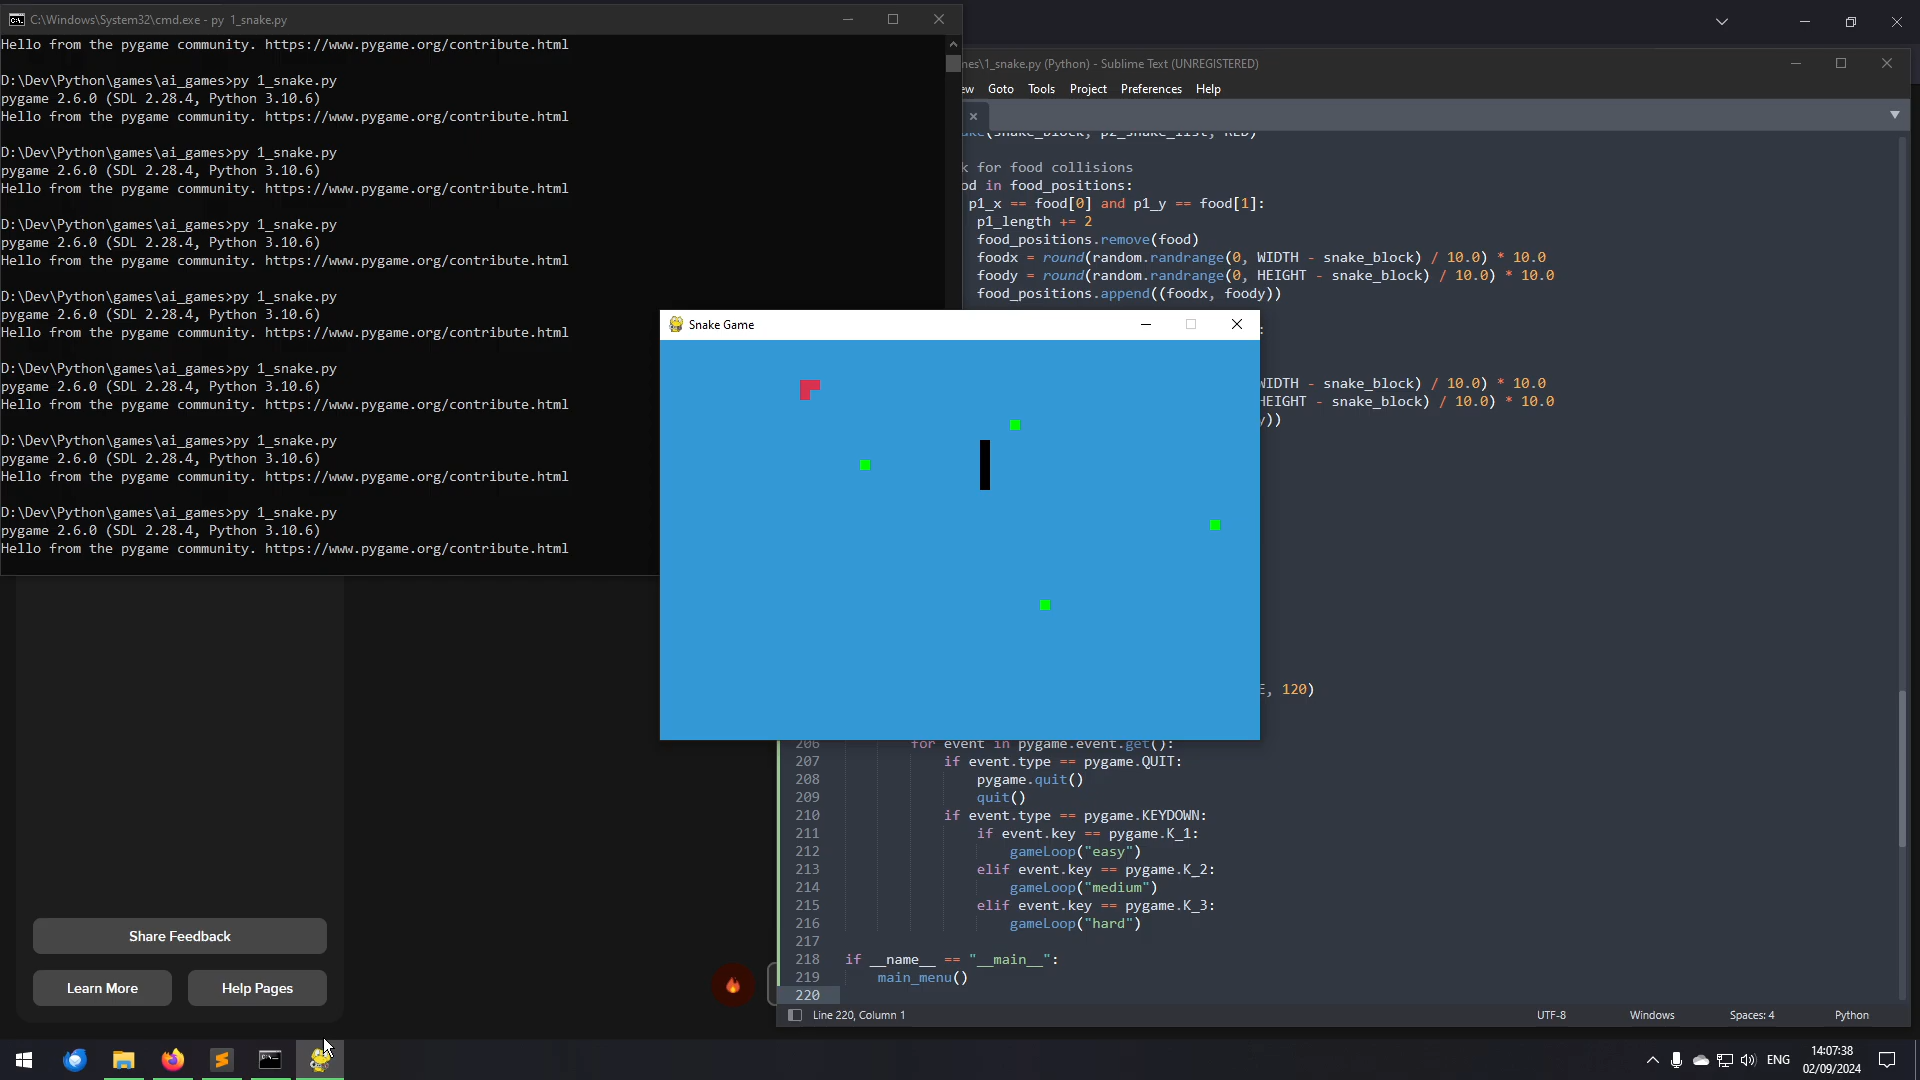 C:\Windows\System32\cmd.exe - py 1_snake.py
Hello from the pygame community. https://www.pygame.org/contribute.html
D:\Dev\Python\games\ai_games>py 1_snake.py
pygame 2.6.0 (SDL 2.28.4, Python 3.10.6)
Hello from the pygame community. https://www.pygame.org/contribute.html
D:\Dev\Python\games\ai_games>py 1_snake.py
pygame 2.6.0 (SDL 2.28.4, Python 3.10.6)
Hello from the pygame community. https://www.pygame.org/contribute.html
D:\Dev\Python\games\ai_games>py 1_snake.py
pygame 2.6.0 (SDL 2.28.4, Python 3.10.6)
Hello from the pygame community. https://www.pygame.org/contribute.html
D:\Dev\Python\games\ai_games>py 1_snake.py
pygame 2.6.0 (SDL 2.28.4, Python 3.10.6)
Hello from the pygame community. https://www.pygame.org/contribute.html
D:\Dev\Python\games\ai_games>py 1_snake.py
pygame 2.6.0 (SDL 2.28.4, Python 3.10.6)
Hello from the pygame community. https://www.pygame.org/contribute.html
D:\Dev\Python\games\ai_games>py 1_snake.py
pygame 2.6.0 (SDL 2.28.4, Python 3.10.6)
Hello from the pygame community. https://www.pygame.org/contribute.html
D:\Dev\Python\games\ai_games>py 1_snake.py
pygame 2.6.0 (SDL 2.28.4, Python 3.10.6)
Hello from the pygame community. https://www.pygame.org/contribute.html
nes\1_snake.py (Python) - Sublime Text (UNREGISTERED)
ew Goto Tools Project Preferences Help
ke(snake_block, p2_snake_list, RED)
k for food collisions
od in food_positions:
p1_x == food[0] and p1_y == food[1]:
p1_length += 2
food_positions.remove(food)
foodx = round(random.randrange(0, WIDTH - snake_block) / 10.0) * 10.0
foody = round(random.randrange(0, HEIGHT - snake_block) / 10.0) * 10.0
food_positions.append((foodx, foody))
:
WIDTH - snake_block) / 10.0) * 10.0
HEIGHT - snake_block) / 10.0) * 10.0
y))
E, 120)
Snake Game
206 for event in pygame.event.get():
207 if event.type == pygame.QUIT:
208 pygame.quit()
209 quit()
210 if event.type == pygame.KEYDOWN:
211 if event.key == pygame.K_1:
212 gameLoop("easy")
213 elif event.key == pygame.K_2:
214 gameLoop("medium")
215 elif event.key == pygame.K_3:
216 gameLoop("hard")
217
218 if __name__ == "__main__":
219 main_menu()
220
Line 220, Column 1
UTF-8 Windows Spaces: 4 Python
Share Feedback
Learn More Help Pages
ENG
14:07:38
02/09/2024